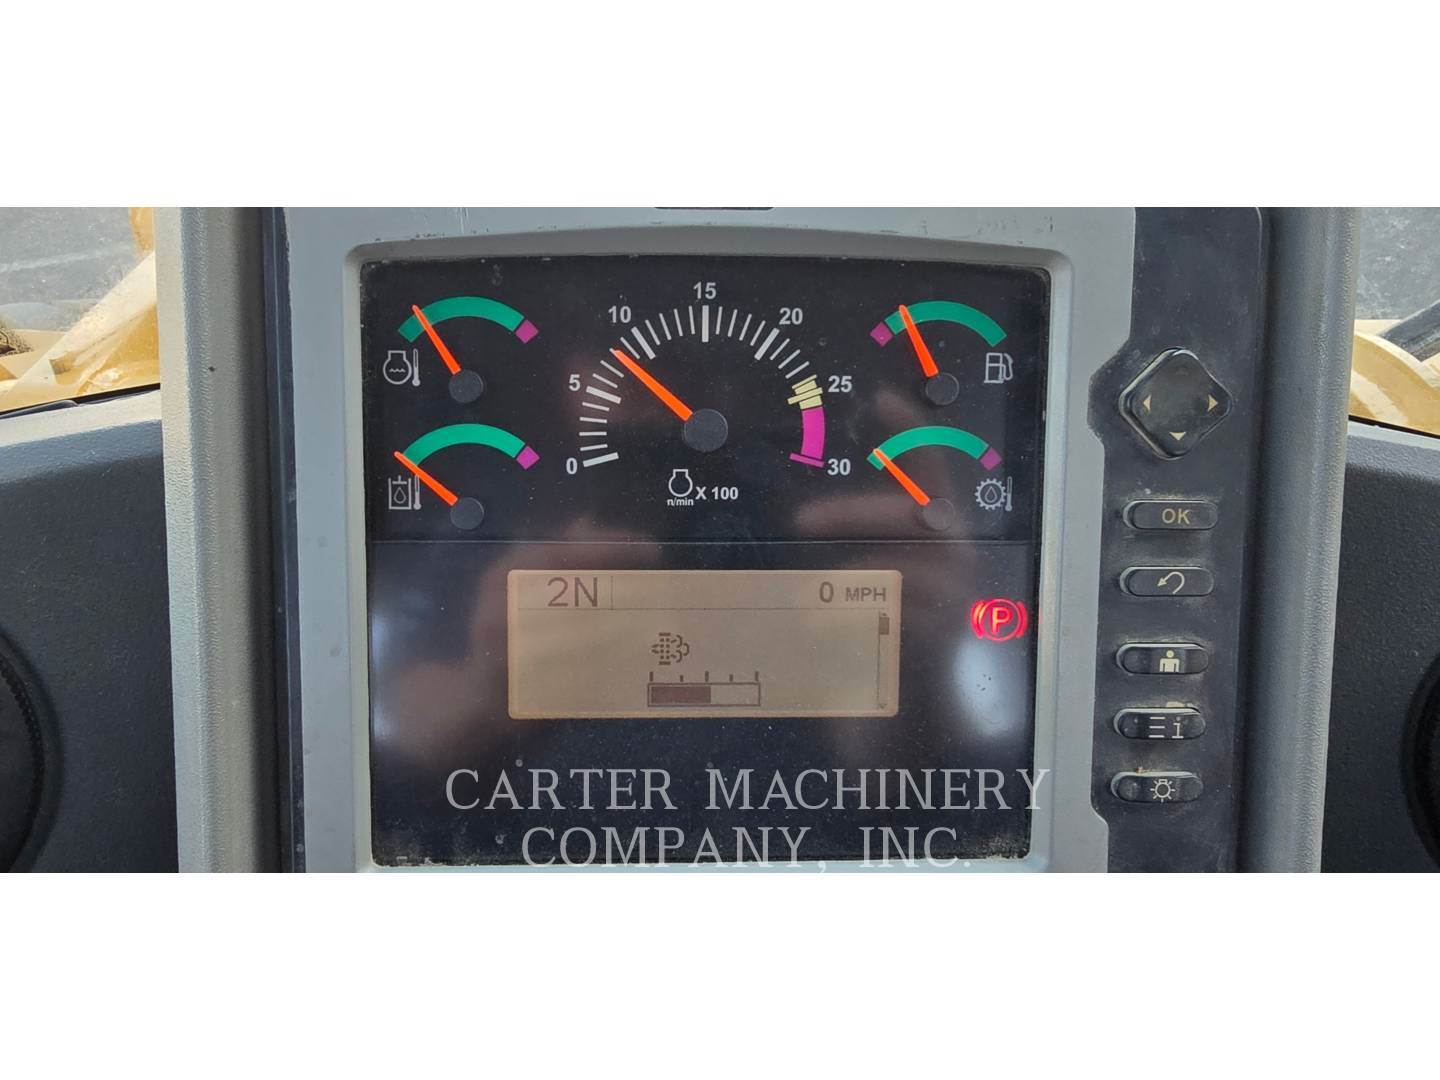 15
10 20
5 25
0 30
n/min X 100
2N 0 MPH
P
OK
i
CARTER MACHINERY
COMPANY, INC.